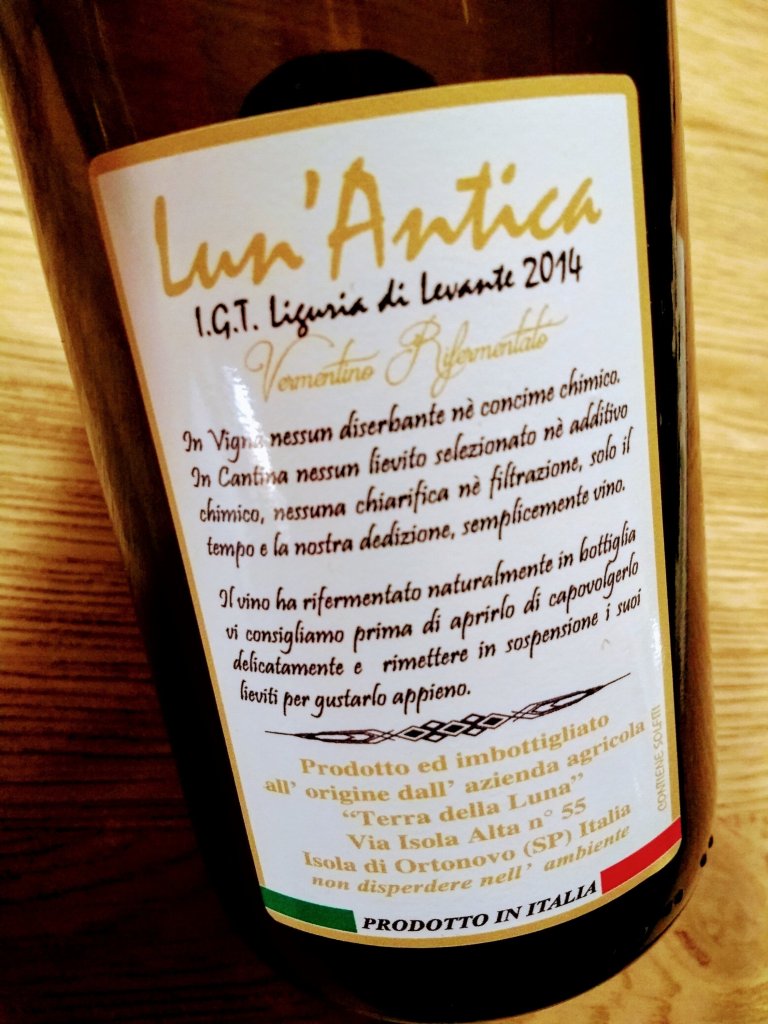 Lun'Antica
I.G.T. Liguria di Levante 2014
Vermentino Rifermentato
In Vigna nessun diserbante nè concime chimico.
In Cantina nessun lievito selezionato nè additivo
chimico, nessuna chiarifica nè filtrazione, solo il
tempo e la nostra dedizione, semplicemente vino.
Il vino ha rifermentato naturalmente in bottiglia
vi consigliamo prima di aprirlo di capovolgerlo
delicatamente e rimettere in sospensione i suoi
lieviti per gustarlo appieno.
Prodotto ed imbottigliato
all' origine dall' azienda agricola
"Terra della Luna"
Via Isola Alta n° 55
Isola di Ortonovo (SP) Italia
non disperdere nell' ambiente
PRODOTTO IN ITALIA
CONTIENE SOLFITI